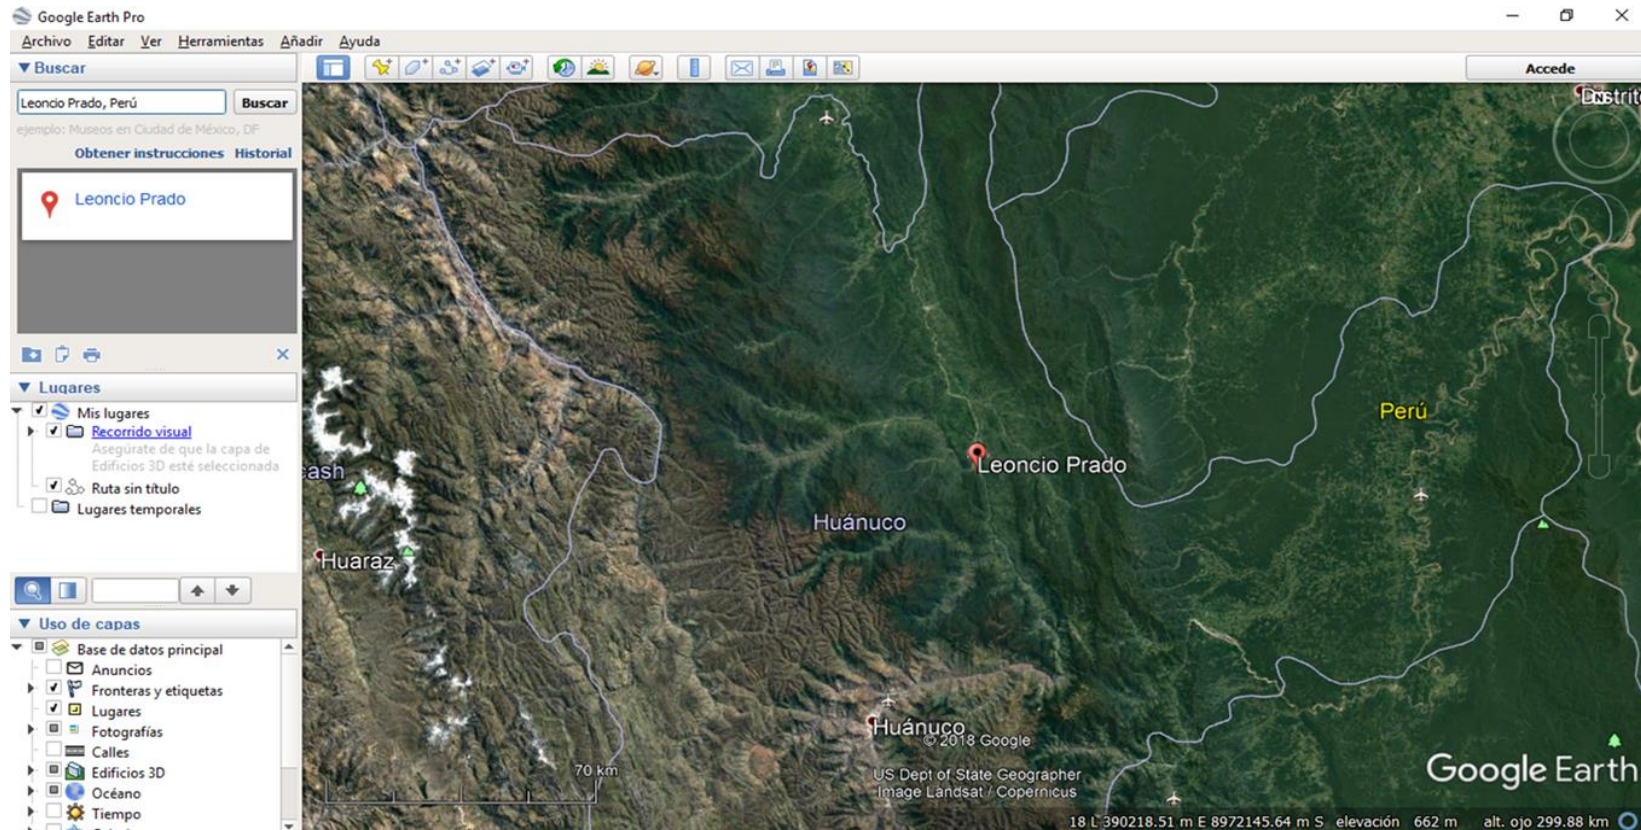 Google Earth Pro
Archivo Editar Ver Herramientas Añadir Ayuda
Buscar
Leoncio Prado, Perú
Buscar
ejemplo: Museos en Ciudad de México, DF
Obtener instrucciones Historial
Leoncio Prado
Lugares
Mis lugares
Recorrido visual
Asegúrate de que la capa de
Edificios 3D esté seleccionada
Ruta sin título
Lugares temporales
Uso de capas
Base de datos principal
Anuncios
Fronteras y etiquetas
Lugares
Fotografías
Calles
Edificios 3D
Océano
Tiempo
Accede
N
Perú
Leoncio Prado
ash
Huánuco
Huaraz
Huánuco
© 2018 Google
70 km
US Dept of State Geographer
Image Landsat / Copernicus
Google Earth
18 L 390218.51 m E 8972145.64 m S elevación 662 m alt. ojo 299.88 km